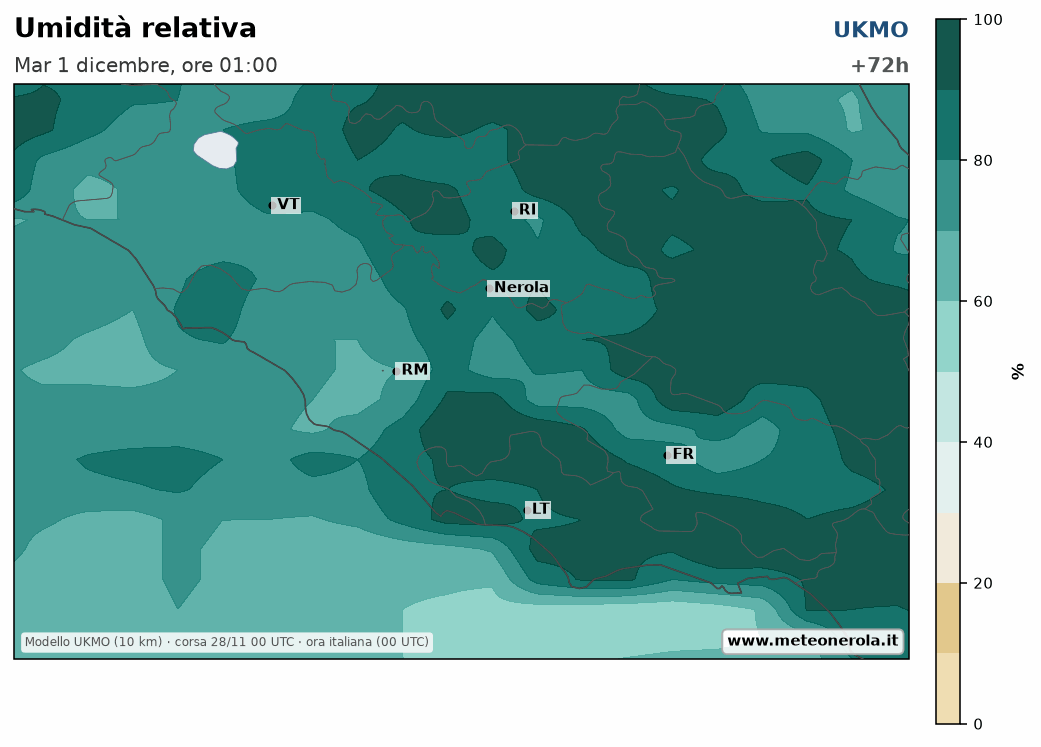 Umidità relativa
UKMO
Mar 1 dicembre, ore 01:00
+72h
100
80
60
40
20
0
%
VT
RI
Nerola
RM
FR
LT
Modello UKMO (10 km) · corsa 28/11 00 UTC · ora italiana (00 UTC)
www.meteonerola.it